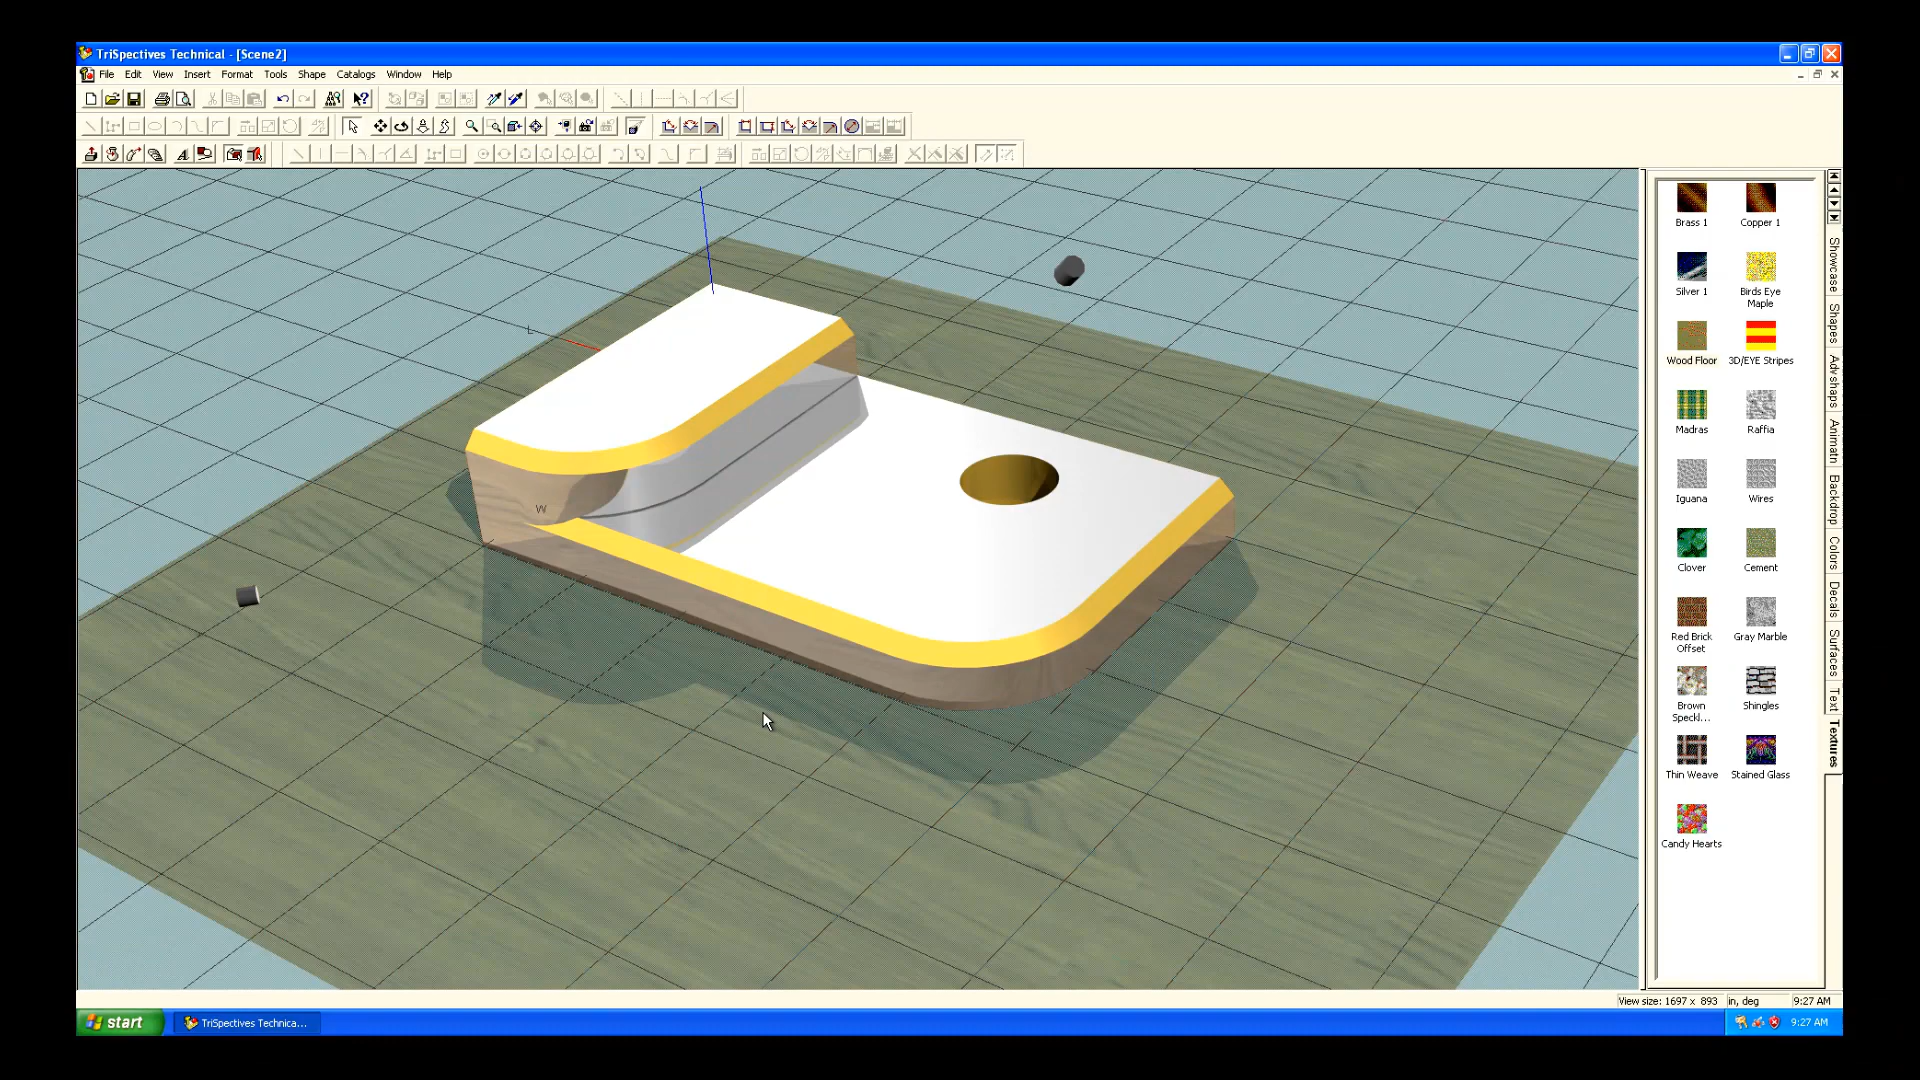 TriSpectives Technical - [Scene2]
File Edit View Insert Format Tools Shape Catalogs Window Help
L
W
Brass 1
Copper 1
Silver 1
Birds Eye
Maple
Wood Floor
3D/EYE Stripes
Madras
Raffia
Iguana
Wires
Clover
Cement
Red Brick
Offset
Gray Marble
Brown
Speckl...
Shingles
Thin Weave
Stained Glass
Candy Hearts
Showcase
Shapes
Advshaps
Animatn
Backdrop
Colors
Decals
Surfaces
Text
Textures
View size: 1697 x 893
in, deg
9:27 AM
start
TriSpectives Technica...
9:27 AM